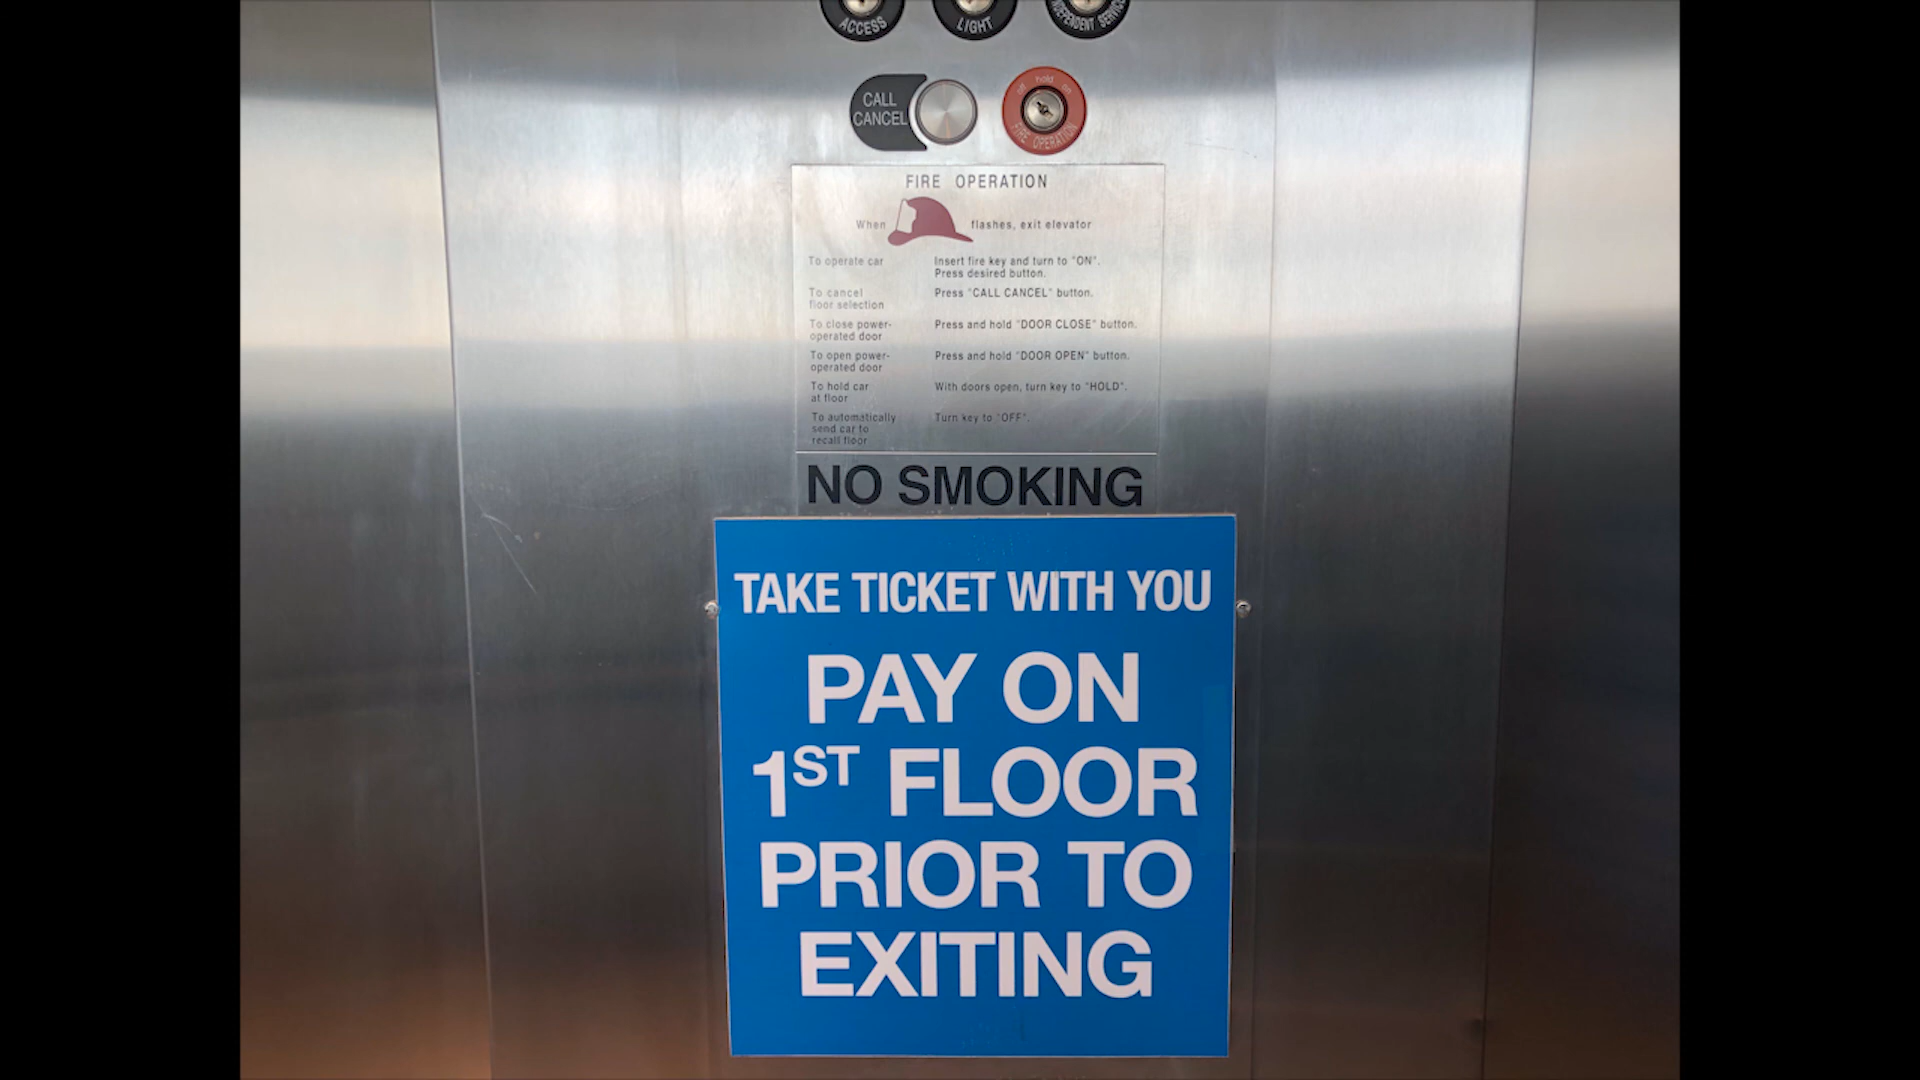 ACCESS
LIGHT
INDEPENDENT SERVICE
CALL
CANCEL
off hold on
FIRE OPERATION
FIRE OPERATION
When flashes, exit elevator
To operate car Insert fire key and turn to "ON".
Press desired button.
To cancel Press "CALL CANCEL" button.
floor selection
To close power- Press and hold "DOOR CLOSE" button.
operated door
To open power- Press and hold "DOOR OPEN" button.
operated door
To hold car With doors open, turn key to "HOLD".
at floor
To automatically Turn key to "OFF".
send car to
recall floor
NO SMOKING
TAKE TICKET WITH YOU
PAY ON
1ST FLOOR
PRIOR TO
EXITING